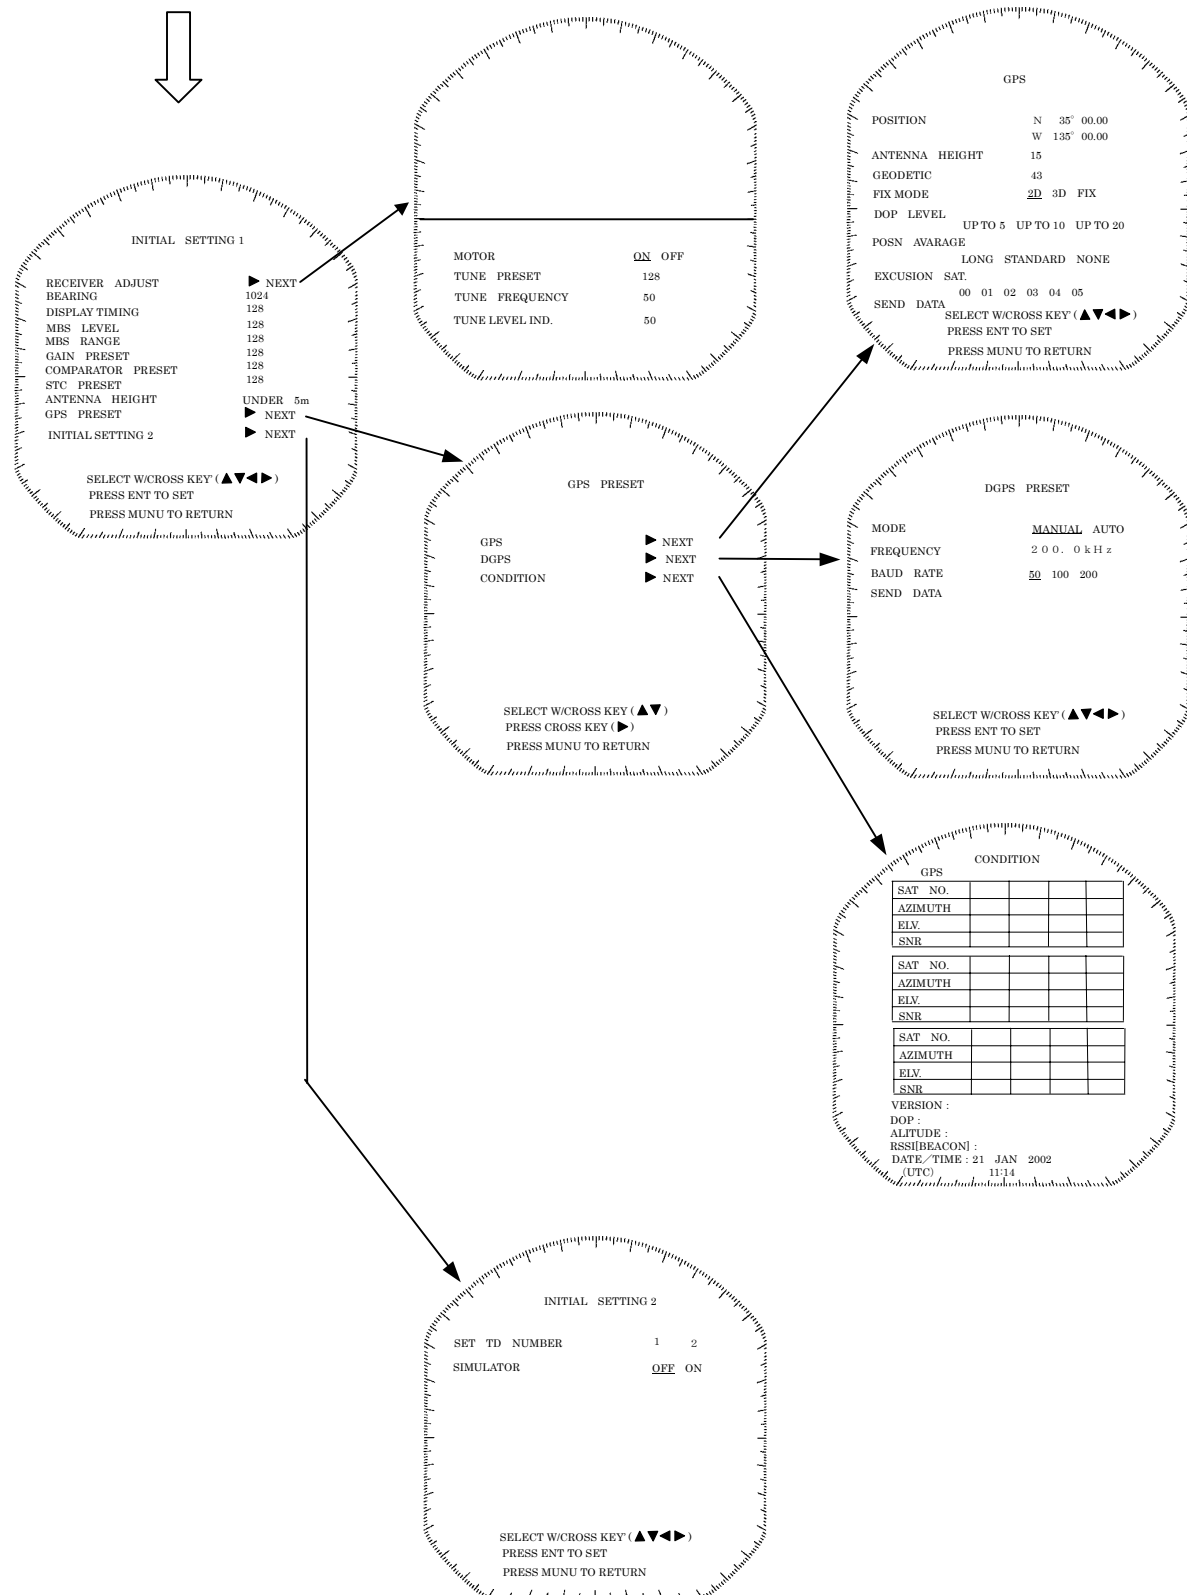 INITIAL SETTING 1
RECEIVER ADJUST ▶ NEXT
BEARING 1024
DISPLAY TIMING 128
MBS LEVEL 128
MBS RANGE 128
GAIN PRESET 128
COMPARATOR PRESET 128
STC PRESET 128
ANTENNA HEIGHT UNDER 5m
GPS PRESET ▶ NEXT
INITIAL SETTING 2 ▶ NEXT
SELECT W/CROSS KEY' (▲▼◀▶)
PRESS ENT TO SET
PRESS MUNU TO RETURN
MOTOR ON OFF
TUNE PRESET 128
TUNE FREQUENCY 50
TUNE LEVEL IND. 50
GPS
POSITION N 35° 00.00
W 135° 00.00
ANTENNA HEIGHT 15
GEODETIC 43
FIX MODE 2D 3D FIX
DOP LEVEL
UP TO 5 UP TO 10 UP TO 20
POSN AVARAGE
LONG STANDARD NONE
EXCUSION SAT.
00 01 02 03 04 05
SEND DATA
SELECT W/CROSS KEY' (▲▼◀▶)
PRESS ENT TO SET
PRESS MUNU TO RETURN
GPS PRESET
GPS ▶ NEXT
DGPS ▶ NEXT
CONDITION ▶ NEXT
SELECT W/CROSS KEY (▲▼)
PRESS CROSS KEY (▶)
PRESS MUNU TO RETURN
DGPS PRESET
MODE MANUAL AUTO
FREQUENCY 200. 0kHz
BAUD RATE 50 100 200
SEND DATA
SELECT W/CROSS KEY' (▲▼◀▶)
PRESS ENT TO SET
PRESS MUNU TO RETURN
CONDITION
GPS
SAT NO.
AZIMUTH
ELV.
SNR
SAT NO.
AZIMUTH
ELV.
SNR
SAT NO.
AZIMUTH
ELV.
SNR
VERSION :
DOP :
ALITUDE :
RSSI[BEACON] :
DATE／TIME : 21 JAN 2002
(UTC) 11:14
INITIAL SETTING 2
SET TD NUMBER 1 2
SIMULATOR OFF ON
SELECT W/CROSS KEY' (▲▼◀▶)
PRESS ENT TO SET
PRESS MUNU TO RETURN